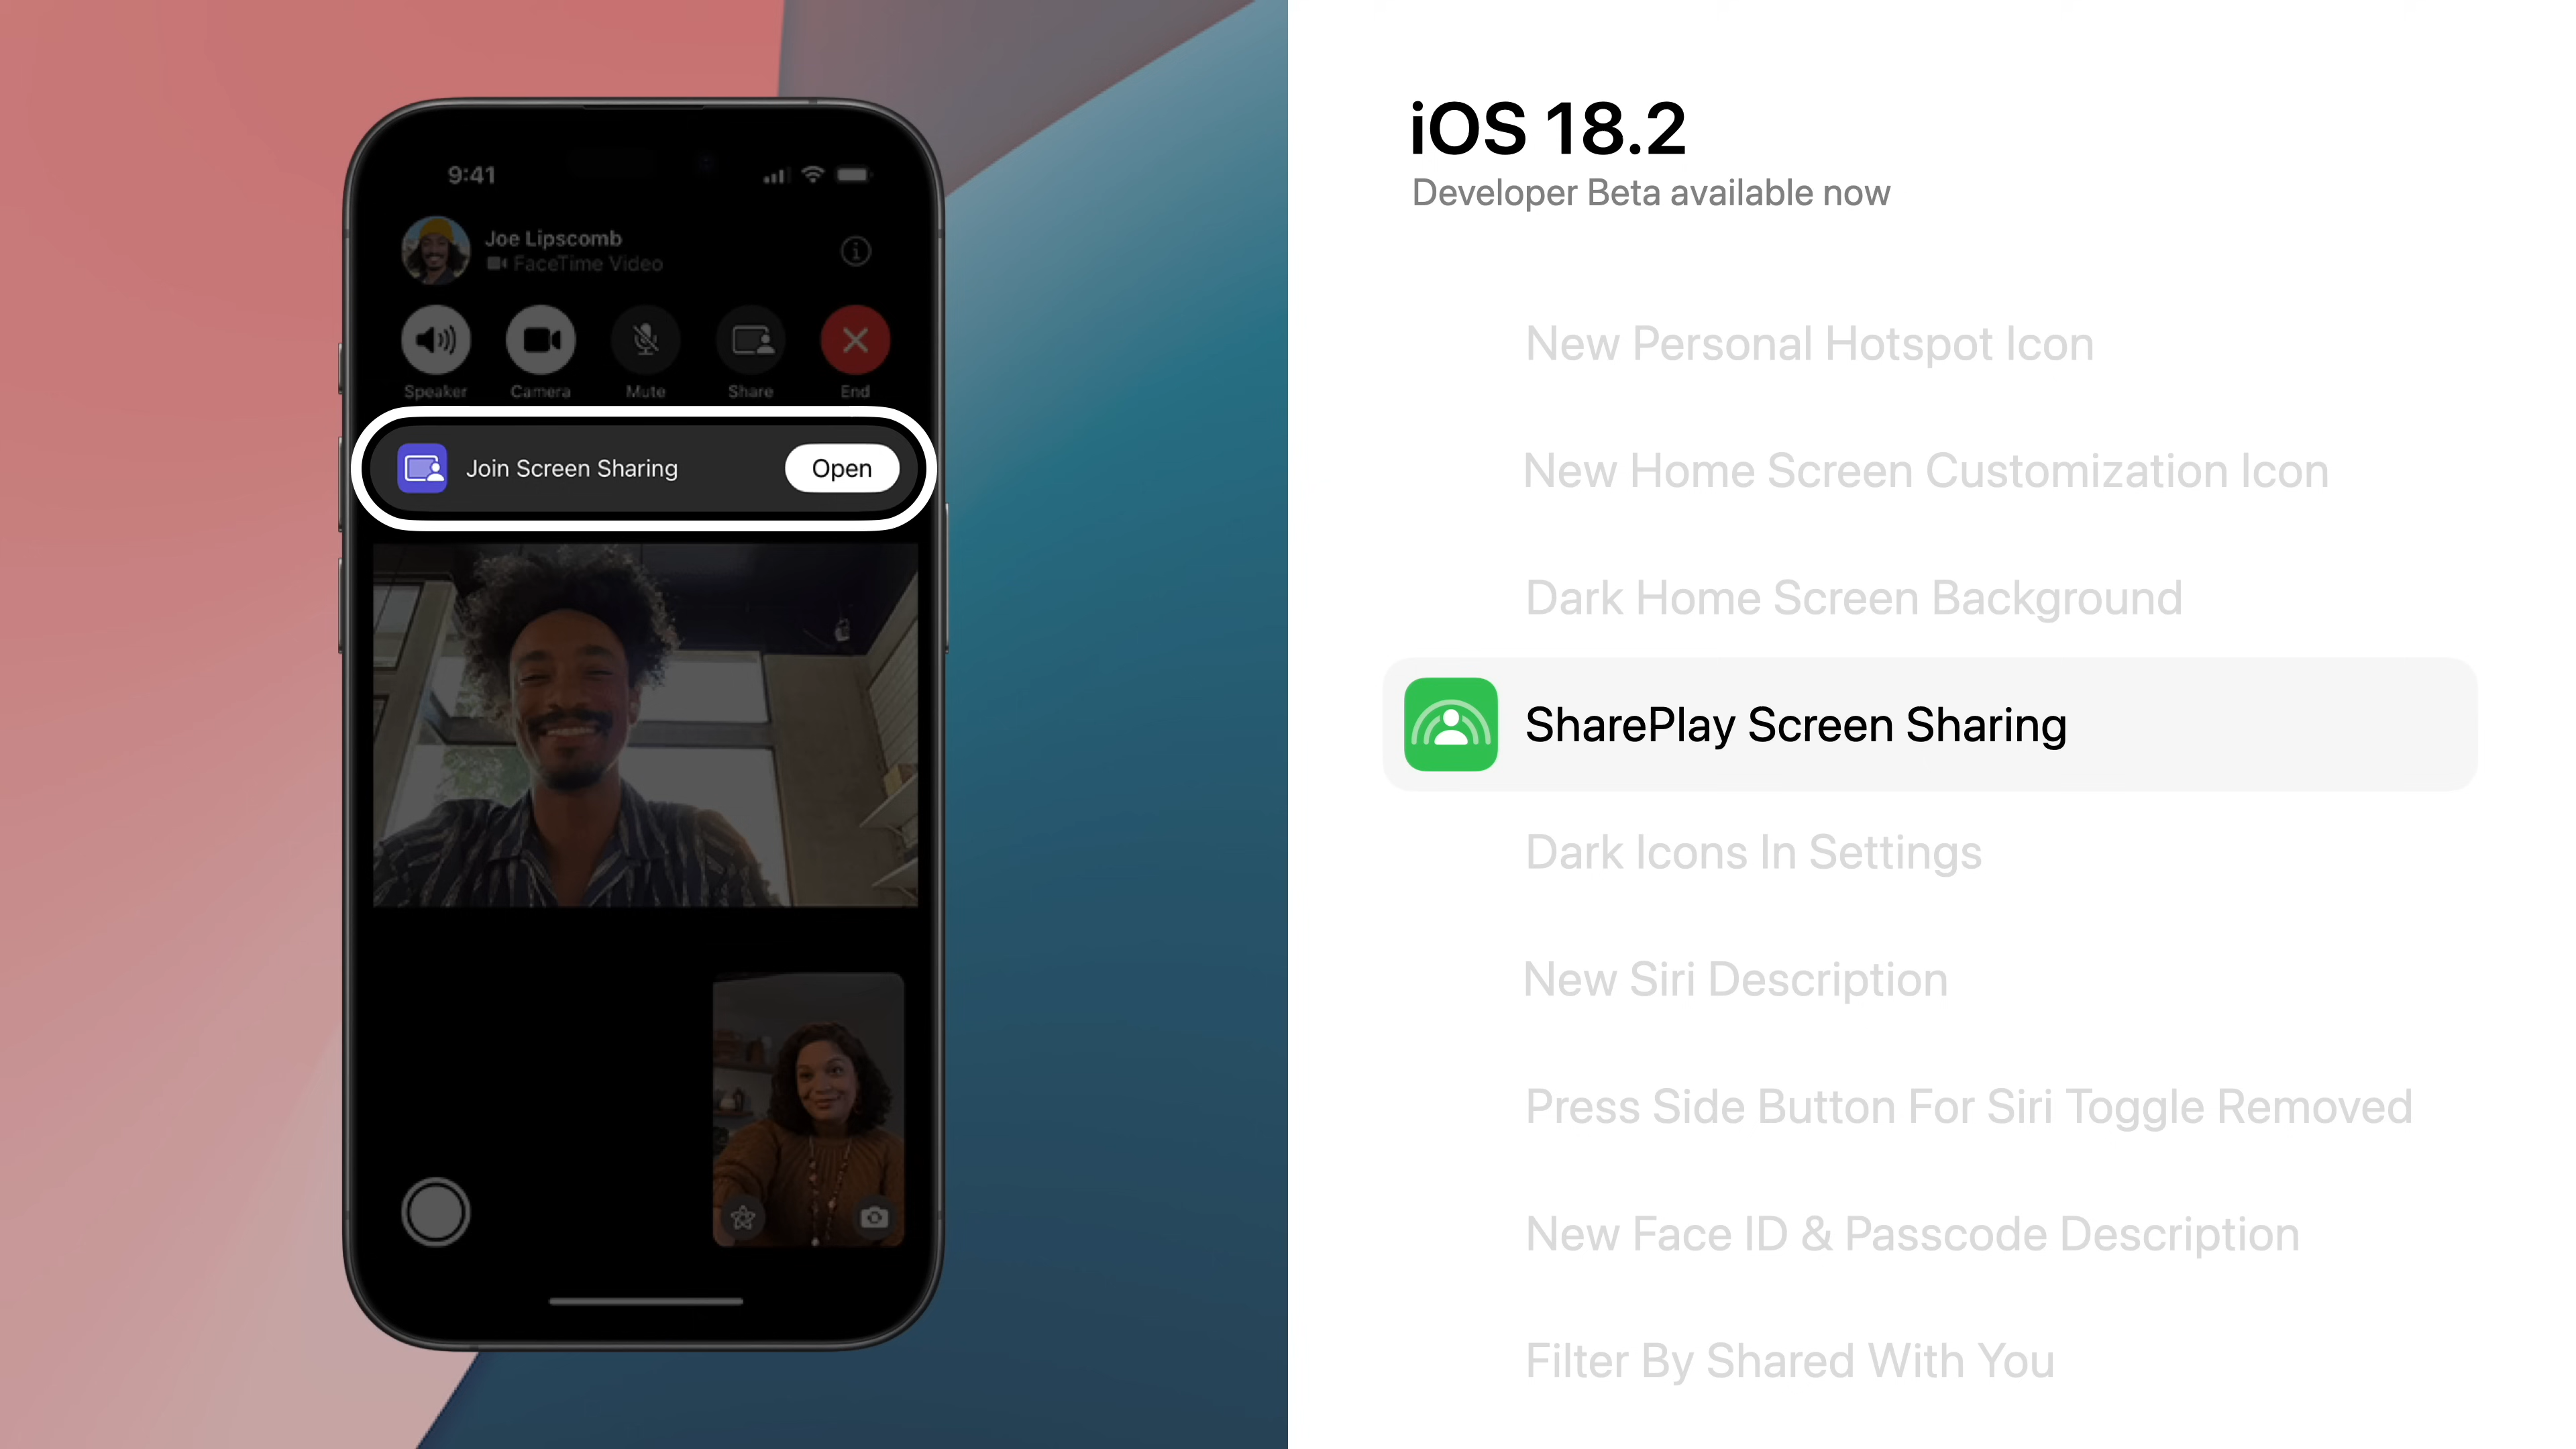 9:41
Joe Lipscomb
FaceTime Video
Speaker
Camera
Mute
Share
End
Join Screen Sharing
Open
iOS 18.2
Developer Beta available now
New Personal Hotspot Icon
New Home Screen Customization Icon
Dark Home Screen Background
SharePlay Screen Sharing
Dark Icons In Settings
New Siri Description
Press Side Button For Siri Toggle Removed
New Face ID & Passcode Description
Filter By Shared With You